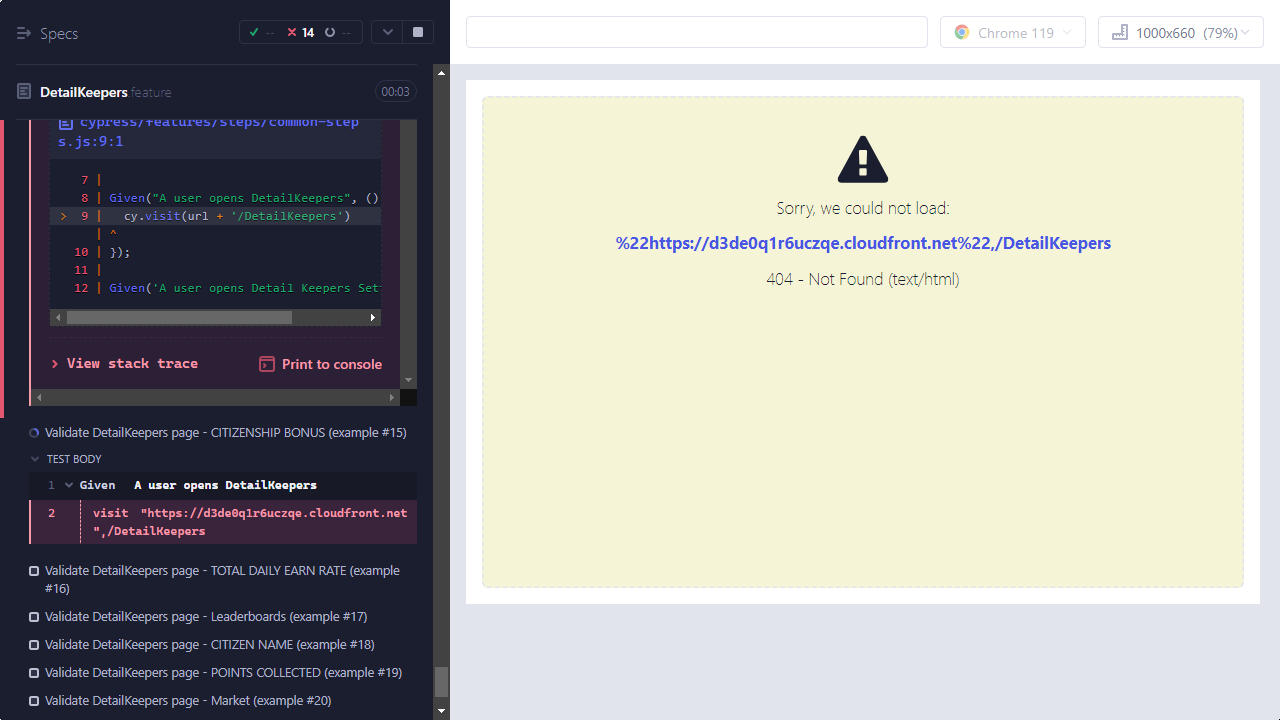 Specs
-- 14 --
DetailKeepers feature
00:03
cypress/features/steps/common-step
s.js:9:1
7 |
8 | Given("A user opens DetailKeepers", ()
> 9 | cy.visit(url + '/DetailKeepers')
| ^
10 | });
11 |
12 | Given('A user opens Detail Keepers Set
> View stack trace
Print to console
Validate DetailKeepers page - CITIZENSHIP BONUS (example #15)
TEST BODY
1 Given A user opens DetailKeepers
2 visit "https://d3de0q1r6uczqe.cloudfront.net
",/DetailKeepers
Validate DetailKeepers page - TOTAL DAILY EARN RATE (example
#16)
Validate DetailKeepers page - Leaderboards (example #17)
Validate DetailKeepers page - CITIZEN NAME (example #18)
Validate DetailKeepers page - POINTS COLLECTED (example #19)
Validate DetailKeepers page - Market (example #20)
Chrome 119
1000x660 (79%)
Sorry, we could not load:
%22https://d3de0q1r6uczqe.cloudfront.net%22,/DetailKeepers
404 - Not Found (text/html)